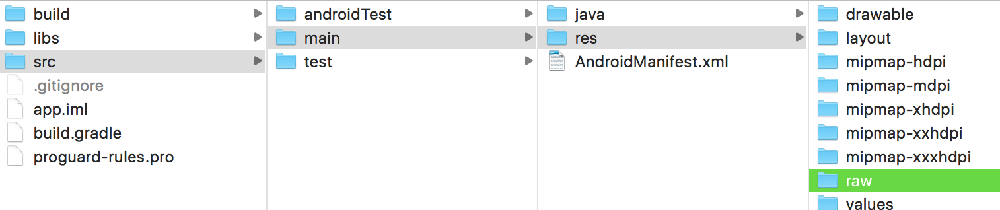 build
libs
src
.gitignore
app.iml
build.gradle
proguard-rules.pro
androidTest
main
test
java
res
AndroidManifest.xml
drawable
layout
mipmap-hdpi
mipmap-mdpi
mipmap-xhdpi
mipmap-xxhdpi
mipmap-xxxhdpi
raw
values